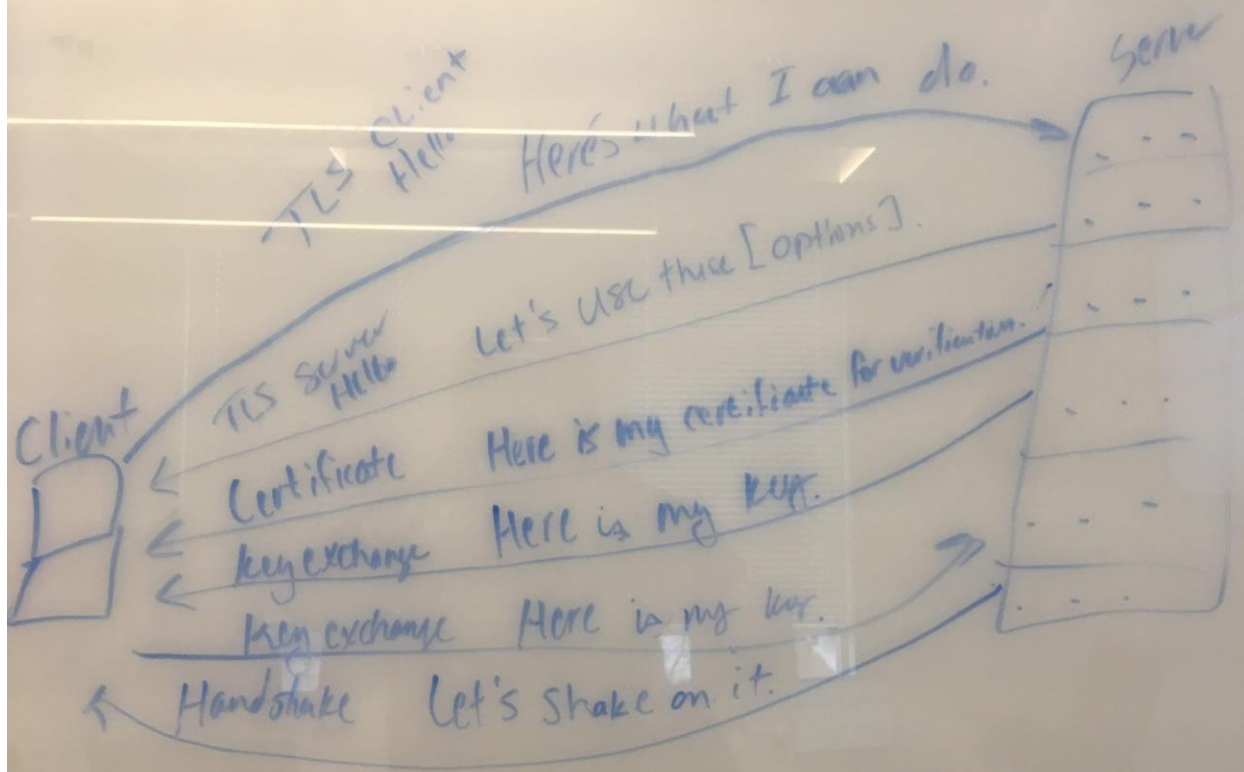 Server
TLS Client
Hello
Here's what I can do.
TLS Server
Hello
Let's use these [options].
Client
Certificate Here is my certificate for verification.
Key exchange Here is my key.
Key exchange Here is my key.
Handshake Let's shake on it.